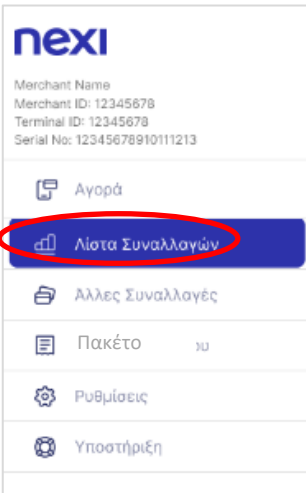 nexi
Merchant Name
Merchant ID: 12345678
Terminal ID: 12345678
Serial No: 12345678910111213
Αγορά
Λίστα Συναλλαγών
Άλλες Συναλλαγές
Πακέτο
Ρυθμίσεις
Υποστήριξη